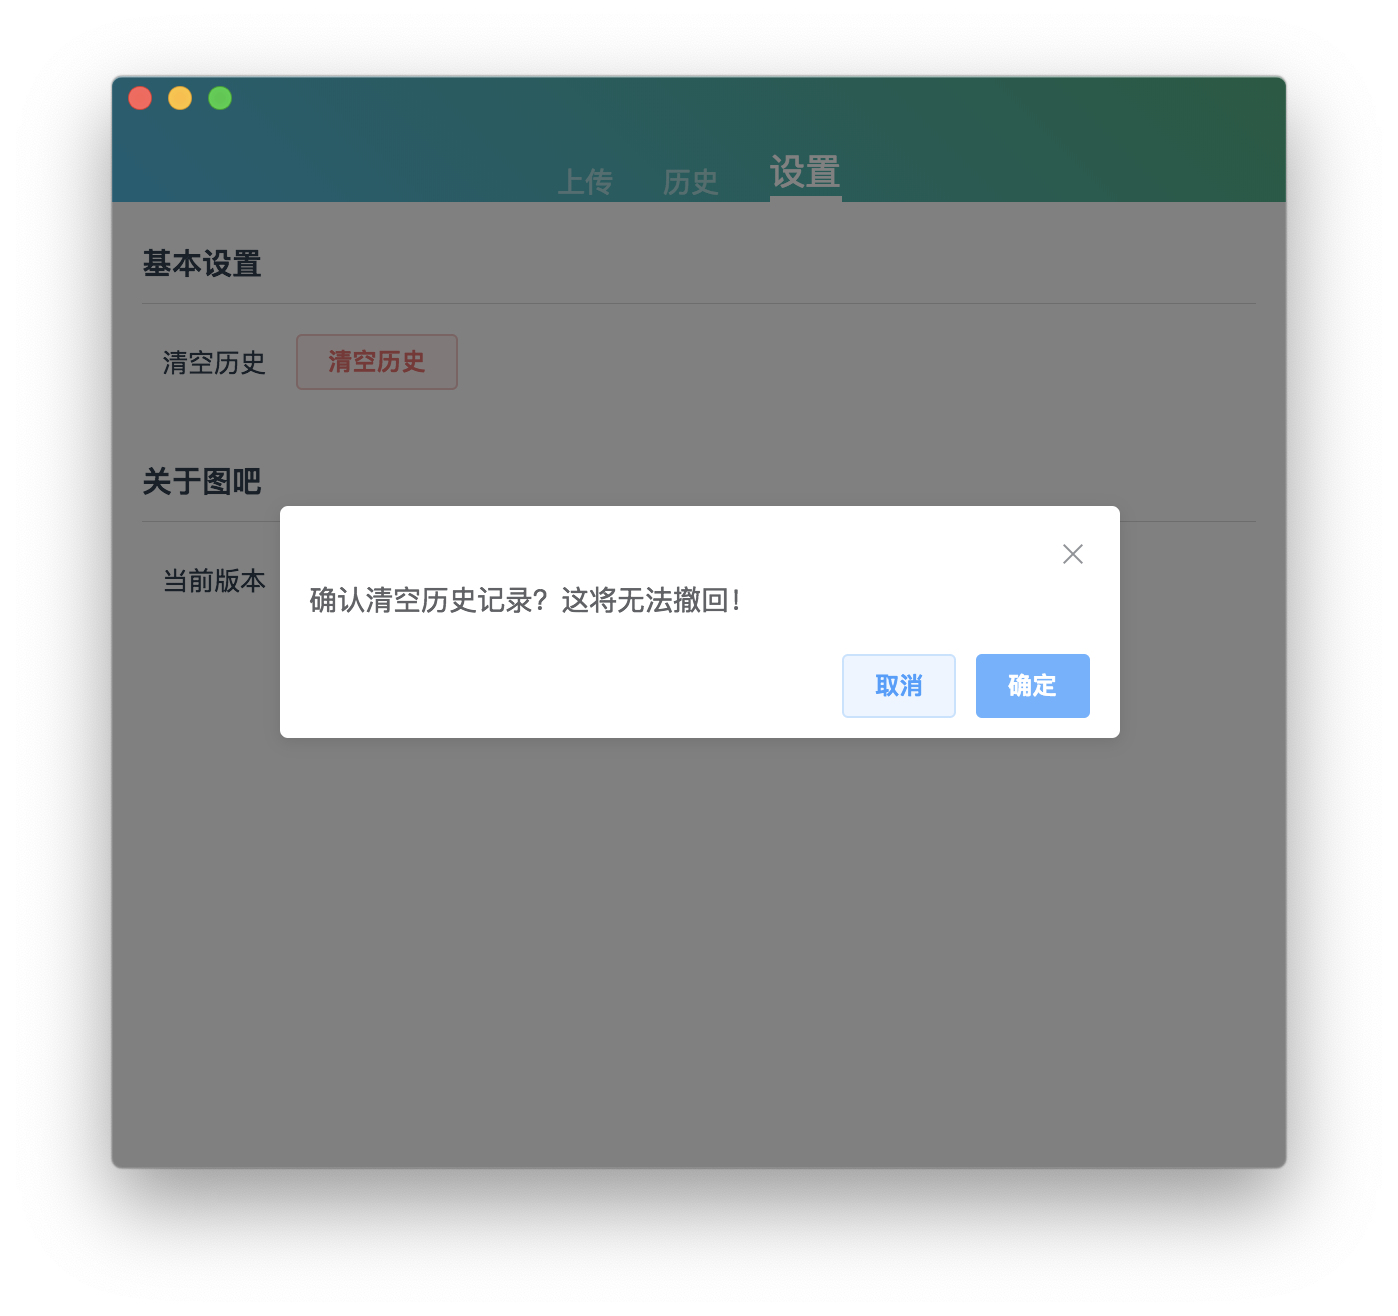 上传 历史 设置
基本设置
清空历史 清空历史
关于图吧
当前版本
确认清空历史记录？这将无法撤回！
取消 确定